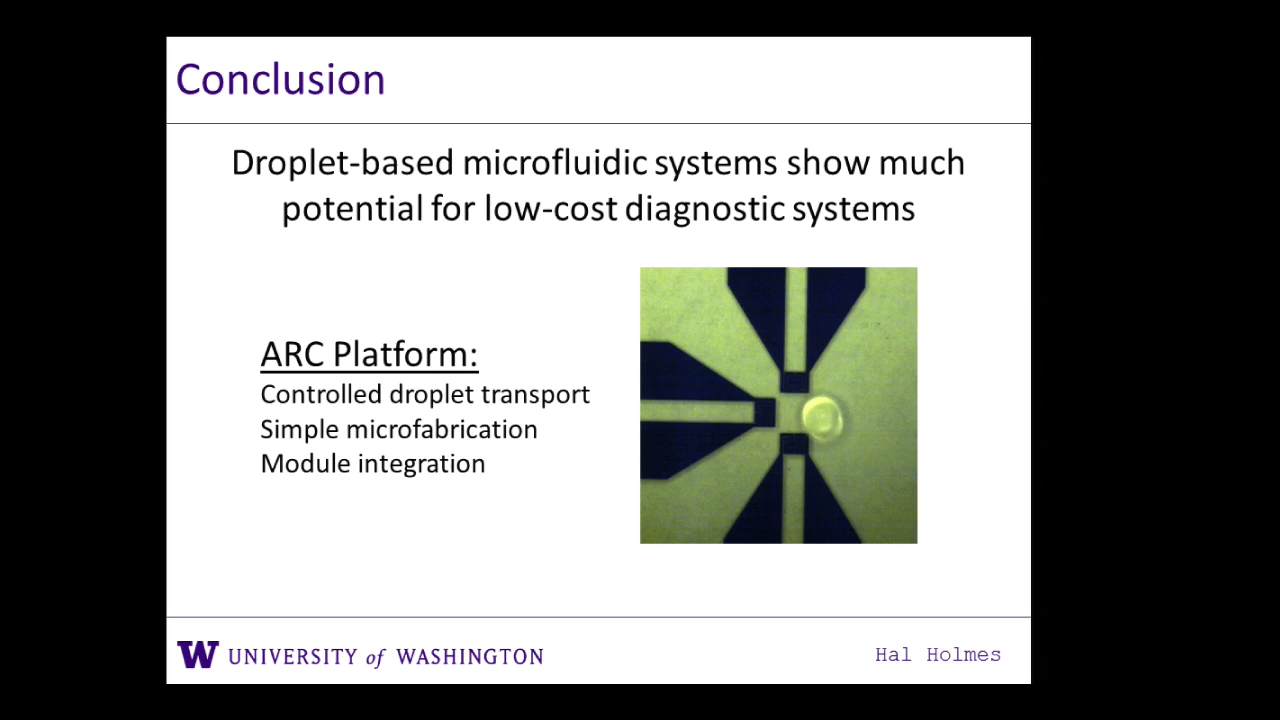 Conclusion
Droplet-based microfluidic systems show much
potential for low-cost diagnostic systems
ARC Platform:
Controlled droplet transport
Simple microfabrication
Module integration
W UNIVERSITY of WASHINGTON
Hal Holmes